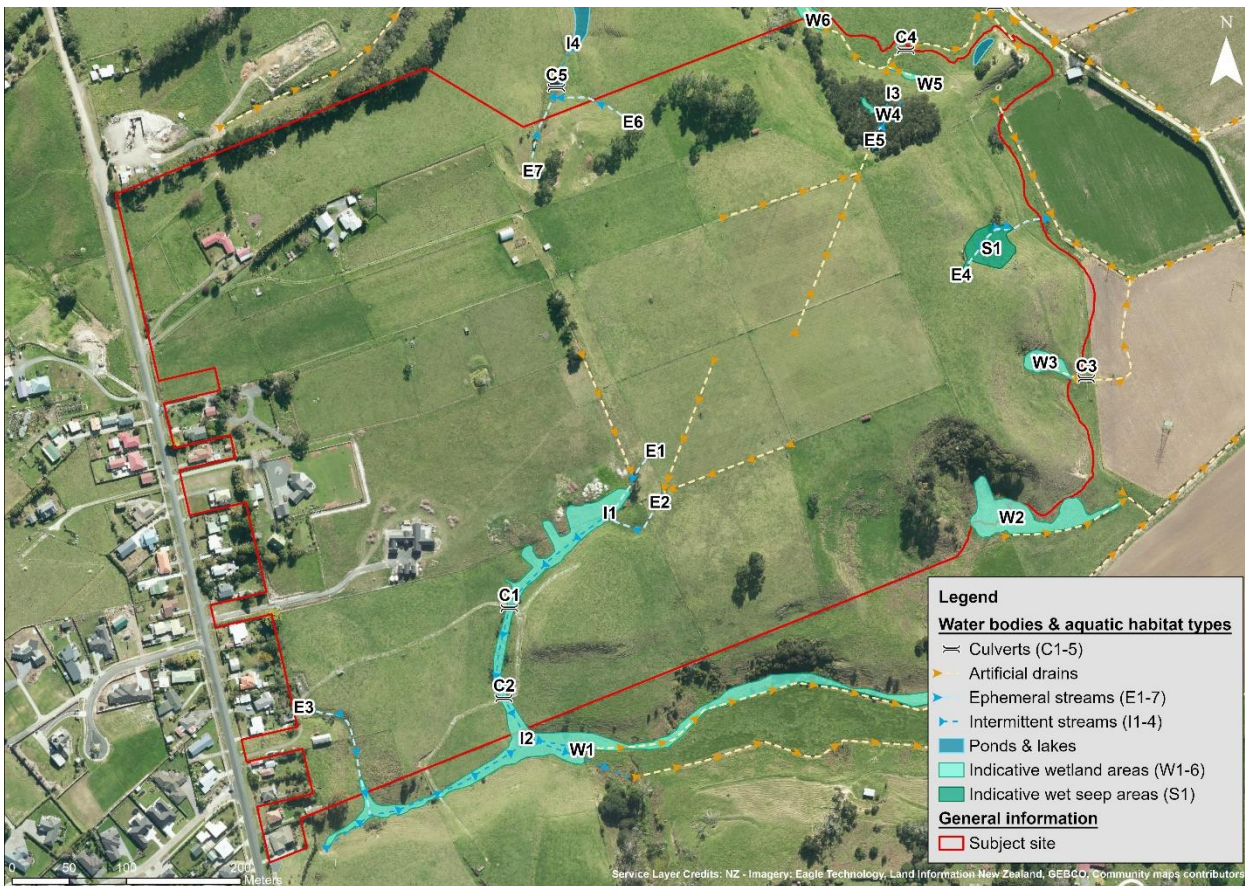 W6
N
C4
I4
W5
C5
I3
W4
E6
E5
E7
S1
E4
W3
C3
E1
E2
I1
W2
C1
C2
E3
I2
W1
Legend
Water bodies & aquatic habitat types
Culverts (C1-5)
Artificial drains
Ephemeral streams (E1-7)
Intermittent streams (I1-4)
Ponds & lakes
Indicative wetland areas (W1-6)
Indicative wet seep areas (S1)
General information
Subject site
0 50 100 200
Meters
Service Layer Credits: NZ - Imagery: Eagle Technology, Land Information New Zealand, GEBCO, Community maps contributors